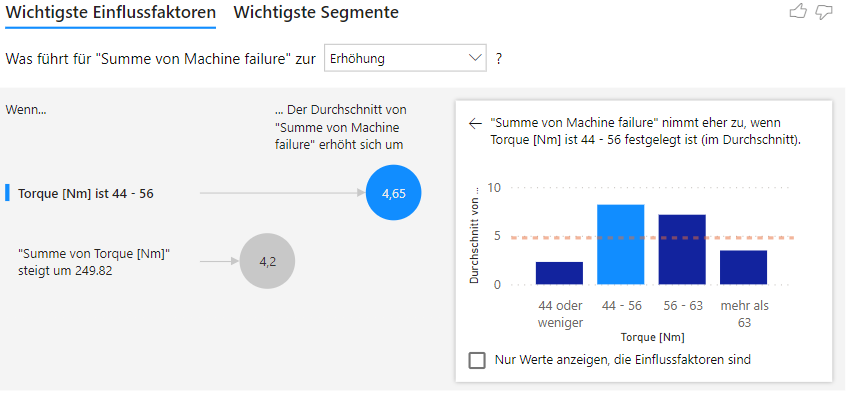 Wichtigste Einflussfaktoren Wichtigste Segmente
Was führt für "Summe von Machine failure" zur Erhöhung ?
Wenn...
... Der Durchschnitt von
"Summe von Machine
failure" erhöht sich um
Torque [Nm] ist 44 - 56
4,65
"Summe von Torque [Nm]"
steigt um 249.82
4,2
"Summe von Machine failure" nimmt eher zu, wenn
Torque [Nm] ist 44 - 56 festgelegt ist (im Durchschnitt).
Durchschnitt von ...
10
5
0
44 oder
weniger
44 - 56
56 - 63
mehr als
63
Torque [Nm]
Nur Werte anzeigen, die Einflussfaktoren sind